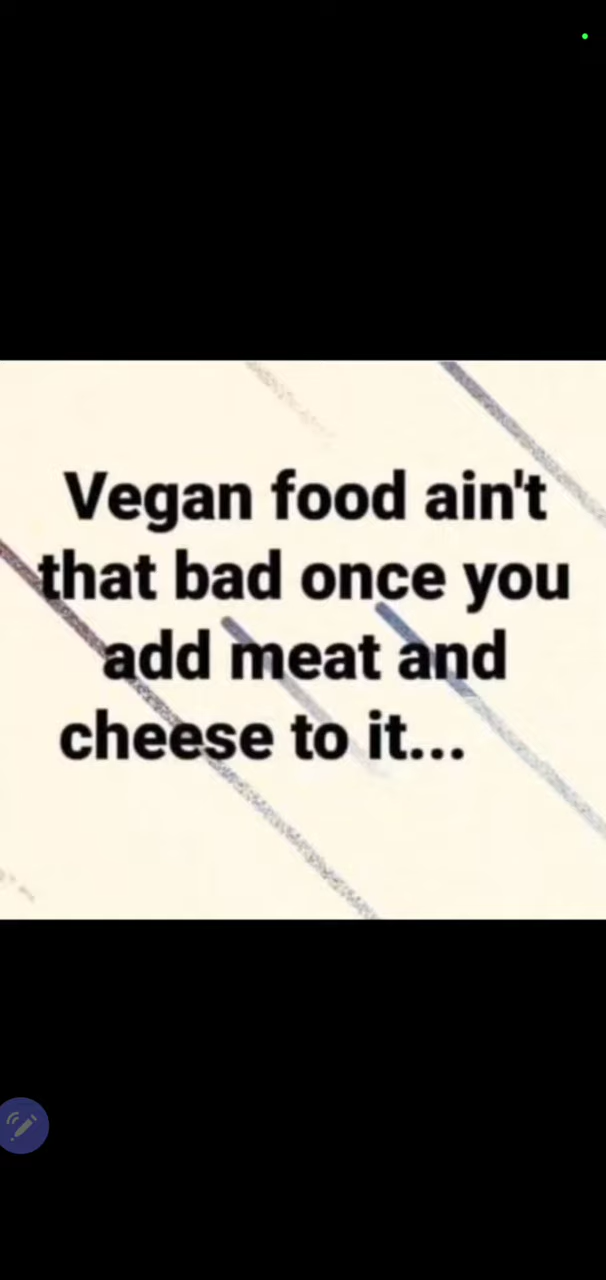 Vegan food ain't
that bad once you
add meat and
cheese to it...